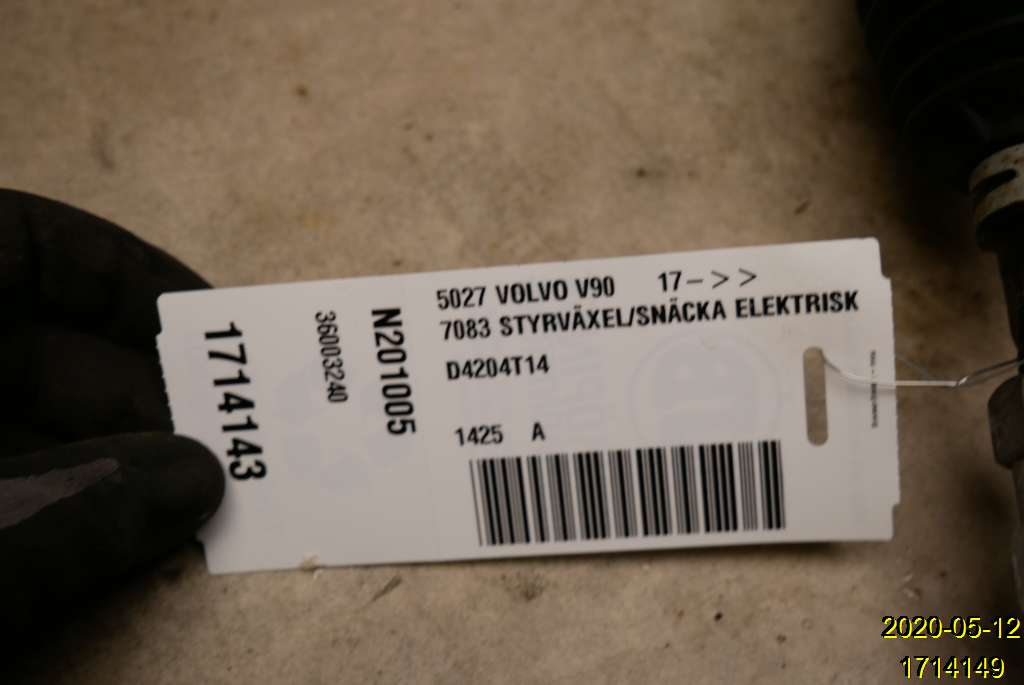 5027 VOLVO V90 17->>
7083 STYRVÄXEL/SNÄCKA ELEKTRISK
D4204T14
1425 A
N201005
36003240
1714143
2020-05-12
1714149